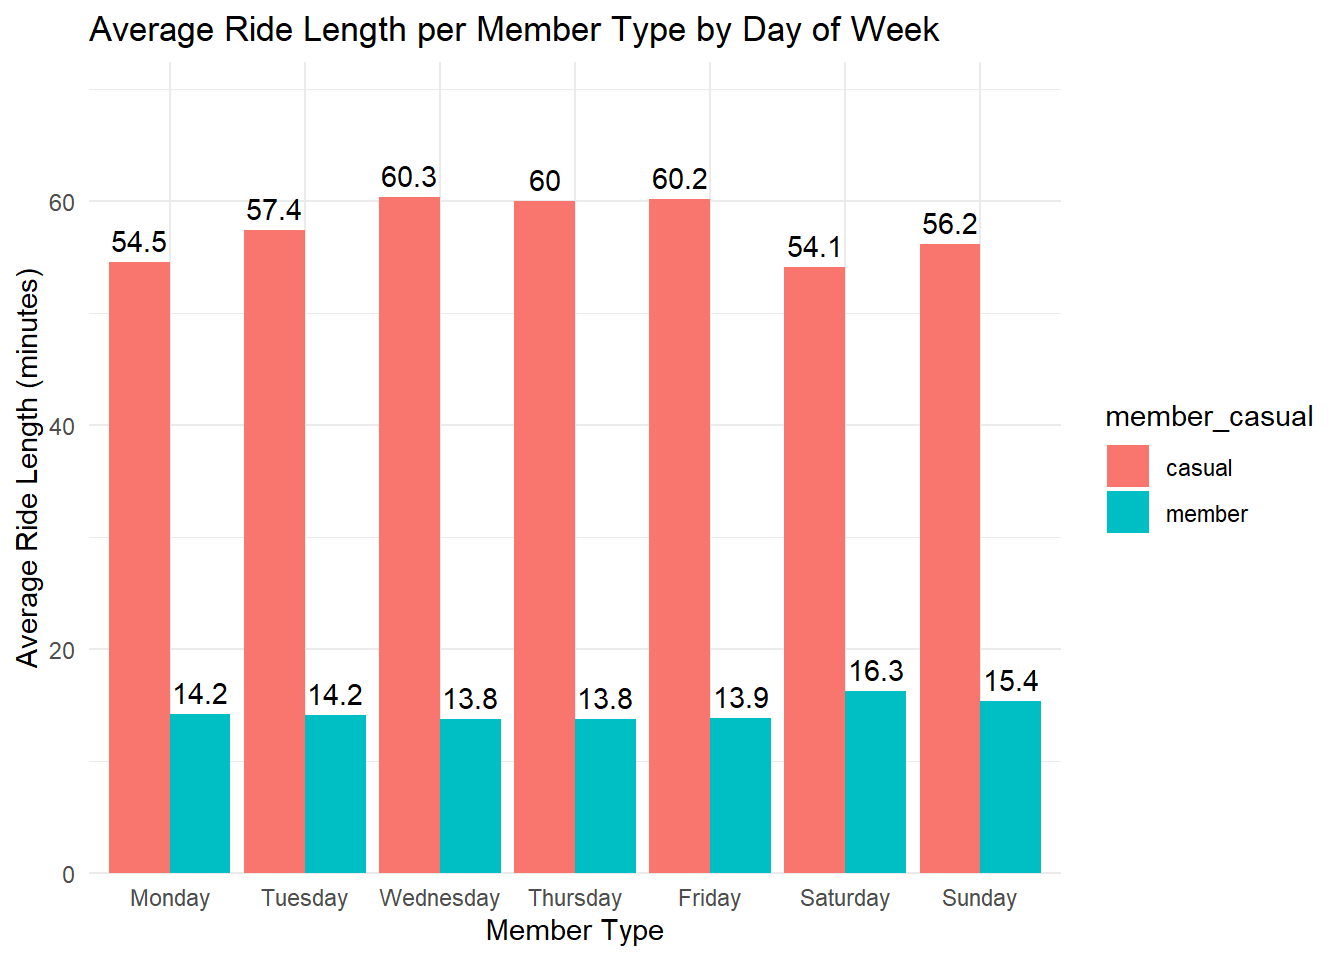 Average Ride Length per Member Type by Day of Week
Average Ride Length (minutes)
60
40
20
0
54.5
57.4
60.3
60
60.2
54.1
56.2
14.2
14.2
13.8
13.8
13.9
16.3
15.4
Monday Tuesday Wednesday Thursday Friday Saturday Sunday
Member Type
member_casual
casual
member